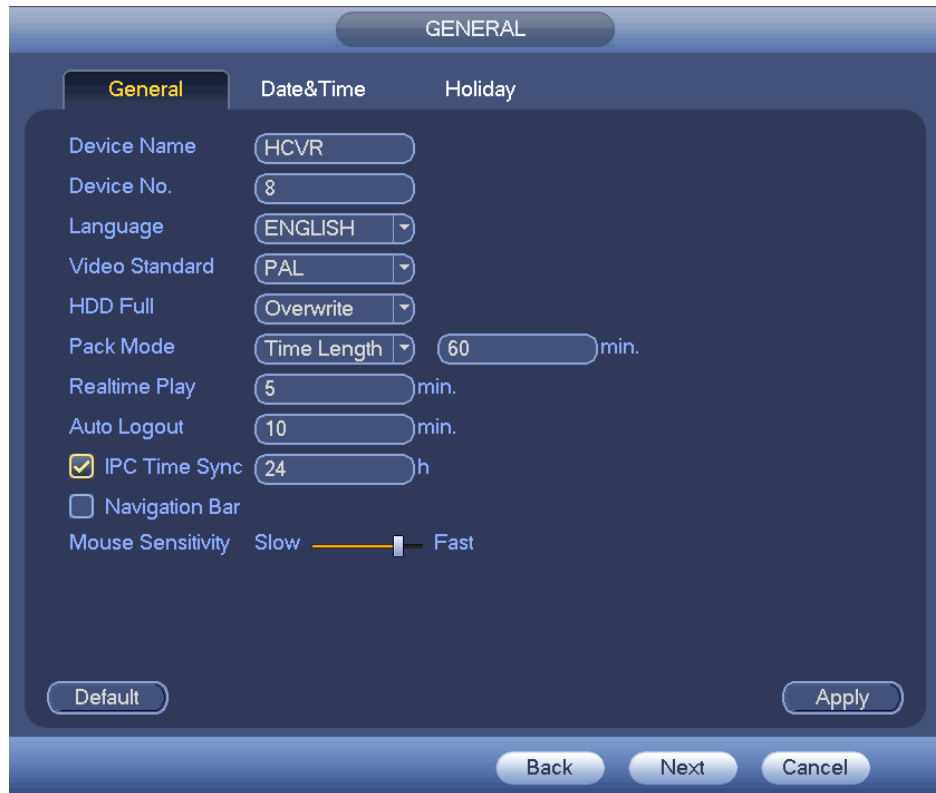 GENERAL
General Date&Time Holiday
Device Name HCVR
Device No. 8
Language ENGLISH
Video Standard PAL
HDD Full Overwrite
Pack Mode Time Length 60 min.
Realtime Play 5 min.
Auto Logout 10 min.
IPC Time Sync 24 h
Navigation Bar
Mouse Sensitivity Slow Fast
Default Apply
Back Next Cancel